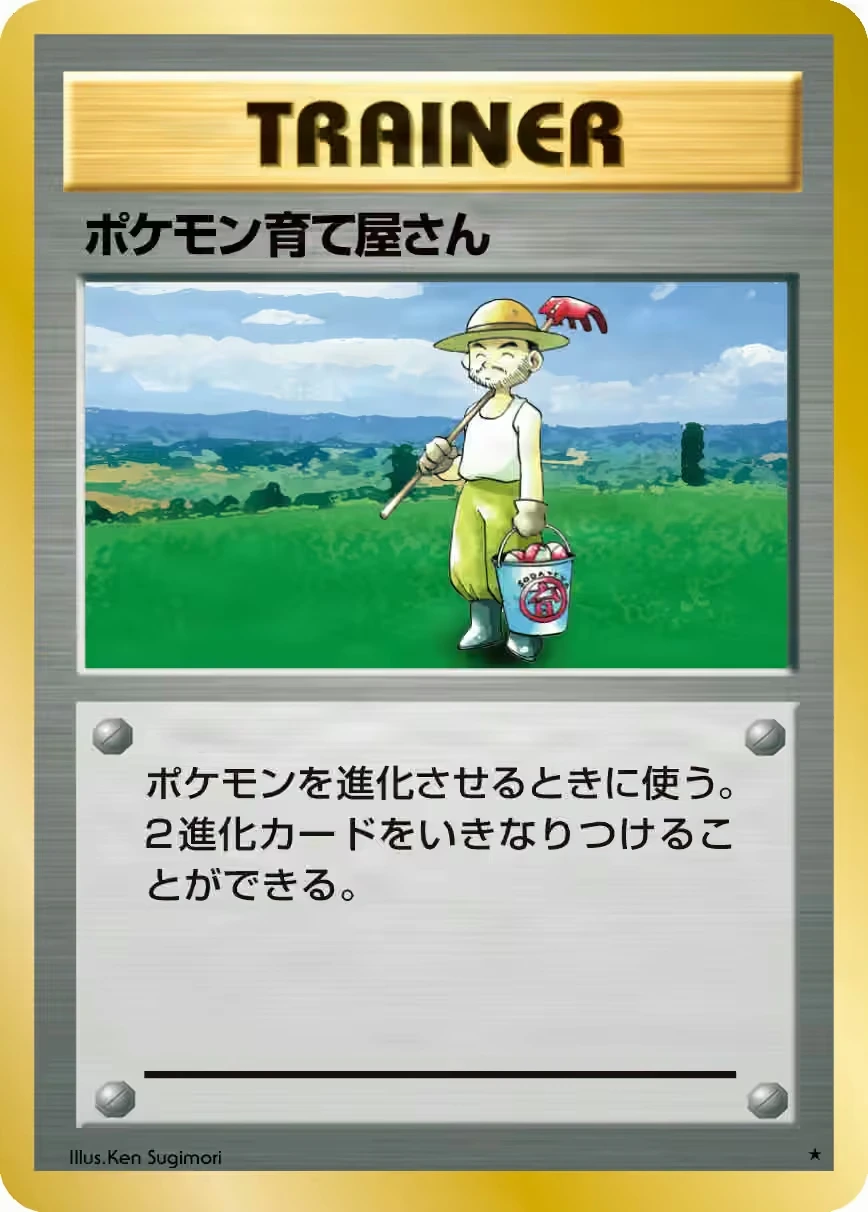 TRAINER
ポケモン育て屋さん
SODATEYA
育
ポケモンを進化させるときに使う。
2進化カードをいきなりつけるこ
とができる。
Illus.Ken Sugimori
★